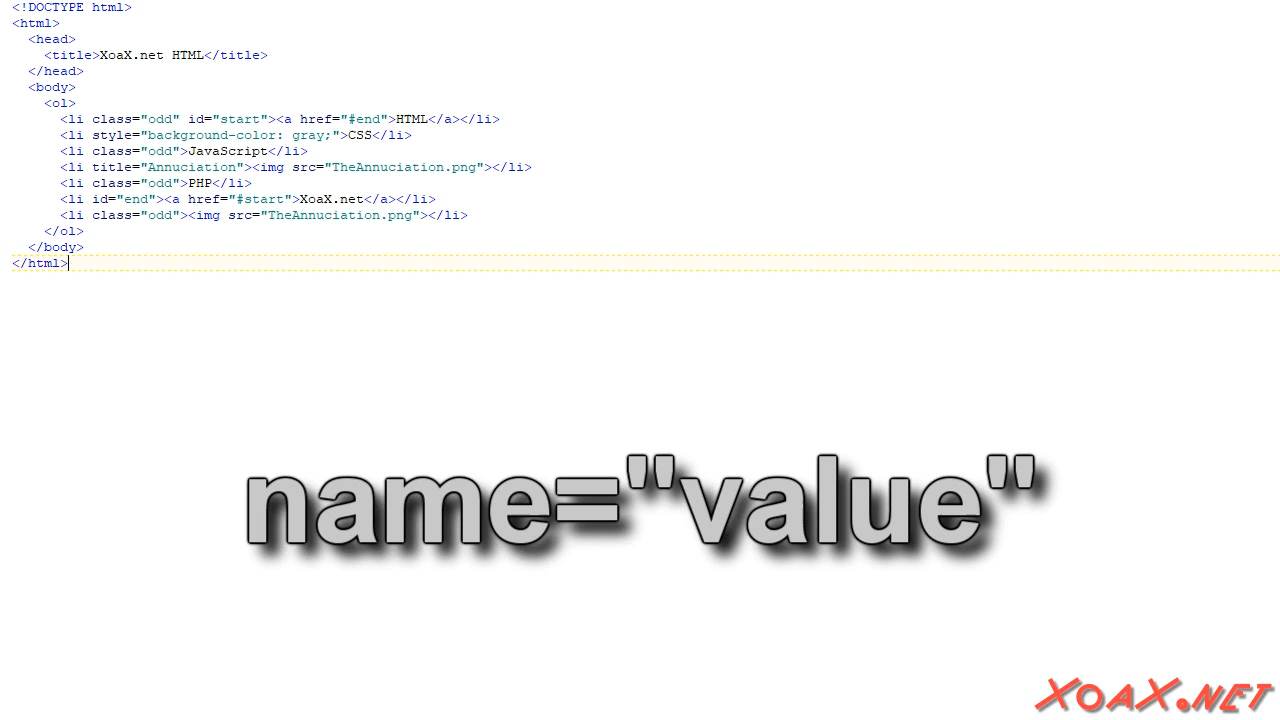 <!DOCTYPE html>
<html>
  <head>
    <title>XoaX.net HTML</title>
  </head>
  <body>
    <ol>
      <li class="odd" id="start"><a href="#end">HTML</a></li>
      <li style="background-color: gray;">CSS</li>
      <li class="odd">JavaScript</li>
      <li title="Annuciation"><img src="TheAnnuciation.png"></li>
      <li class="odd">PHP</li>
      <li id="end"><a href="#start">XoaX.net</a></li>
      <li class="odd"><img src="TheAnnuciation.png"></li>
    </ol>
  </body>
</html>
name="value"
XoaX.net